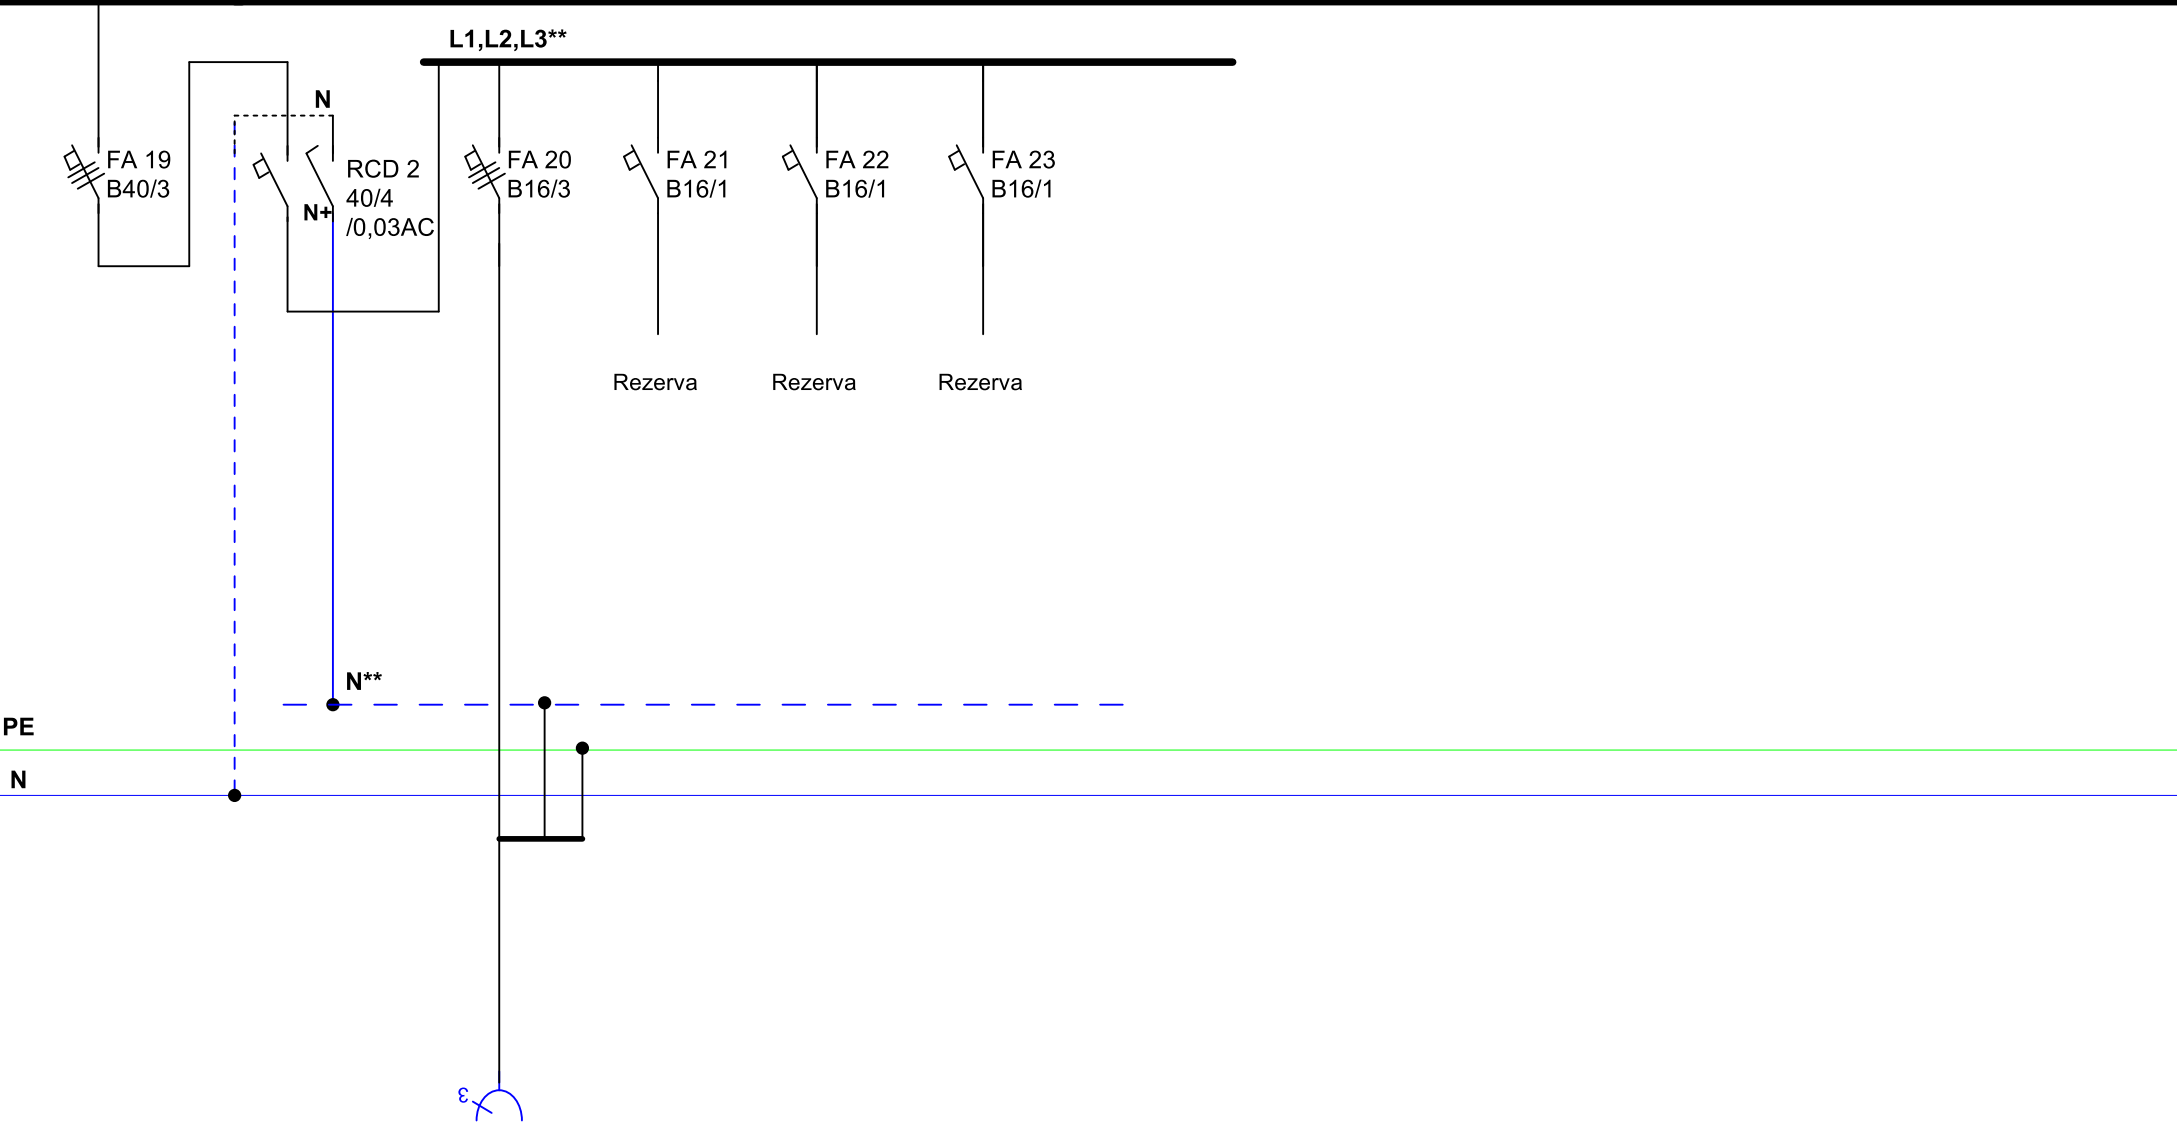 L1,L2,L3**
N
FA 19
B40/3
RCD 2
40/4
/0,03AC
N+
FA 20
B16/3
FA 21
B16/1
FA 22
B16/1
FA 23
B16/1
Rezerva
Rezerva
Rezerva
N**
PE
N
3